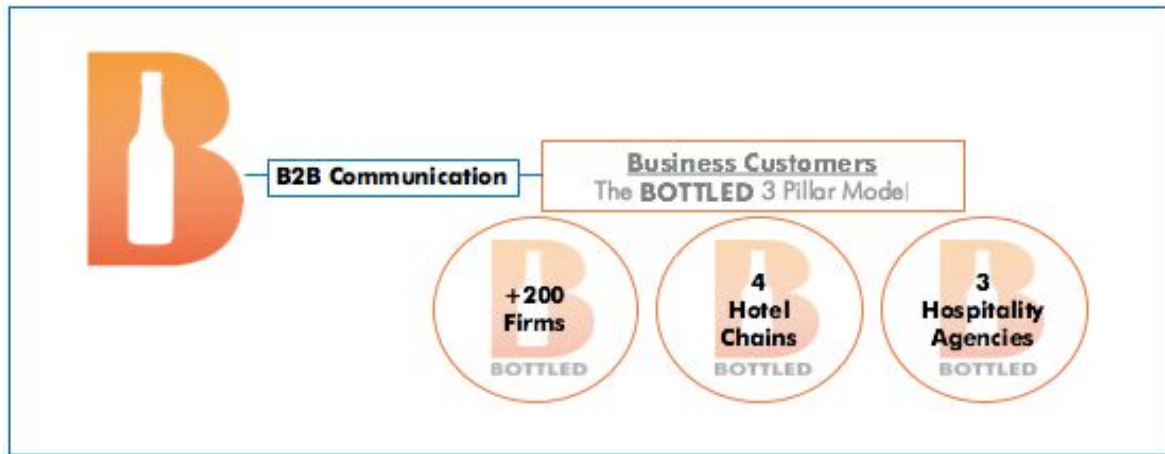 B
B2B Communication
Business Customers
The BOTTLED 3 Pillar Model
+200
Firms
BOTTLED
4
Hotel
Chains
BOTTLED
3
Hospitality
Agencies
BOTTLED